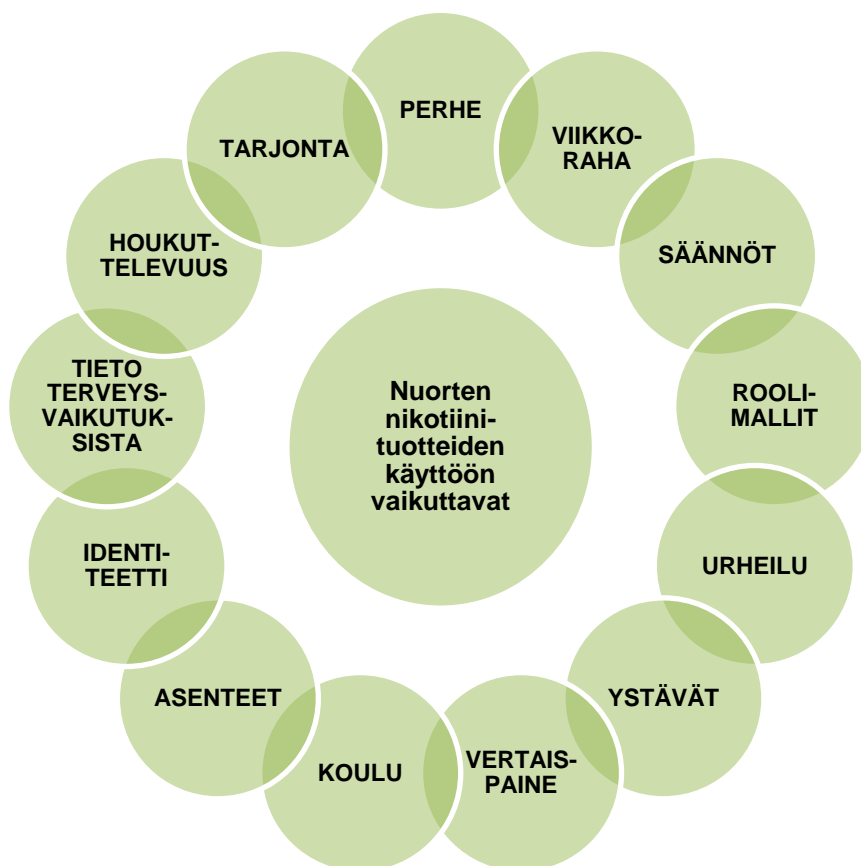 PERHE
VIIKKO-
RAHA
SÄÄNNÖT
ROOLI-
MALLIT
URHEILU
YSTÄVÄT
VERTAIS-
PAINE
KOULU
ASENTEET
IDENTI-
TEETTI
TIETO
TERVEYS-
VAIKUTUK-
SISTA
HOUKUT-
TELEVUUS
TARJONTA
Nuorten
nikotiini-
tuotteiden
käyttöön
vaikuttavat